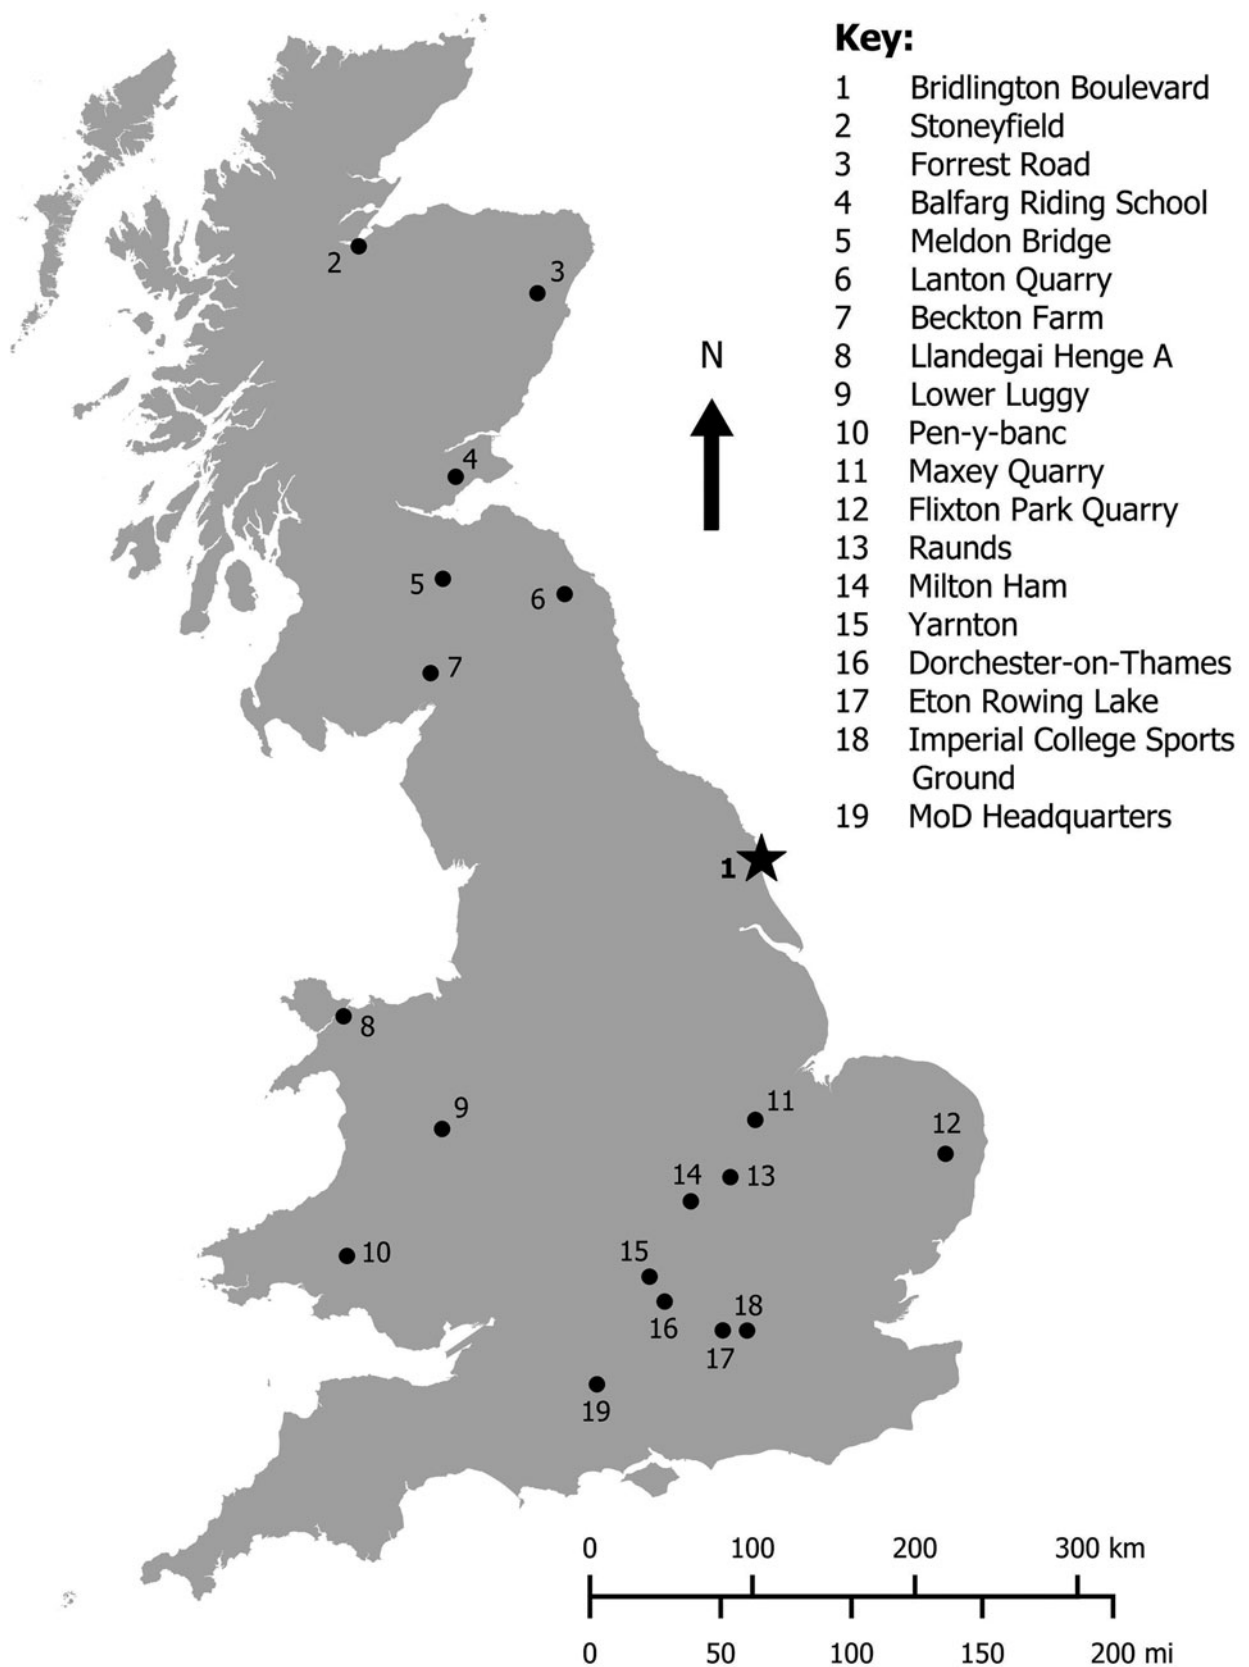 Key:
1 Bridlington Boulevard
2 Stoneyfield
3 Forrest Road
4 Balfarg Riding School
5 Meldon Bridge
6 Lanton Quarry
7 Beckton Farm
8 Llandegai Henge A
9 Lower Luggy
10 Pen-y-banc
11 Maxey Quarry
12 Flixton Park Quarry
13 Raunds
14 Milton Ham
15 Yarnton
16 Dorchester-on-Thames
17 Eton Rowing Lake
18 Imperial College Sports
Ground
19 MoD Headquarters
N
2
3
4
5
6
7
1
8
9
11
12
13
14
10
15
16
18
17
19
0 100 200 300 km
0 50 100 150 200 mi